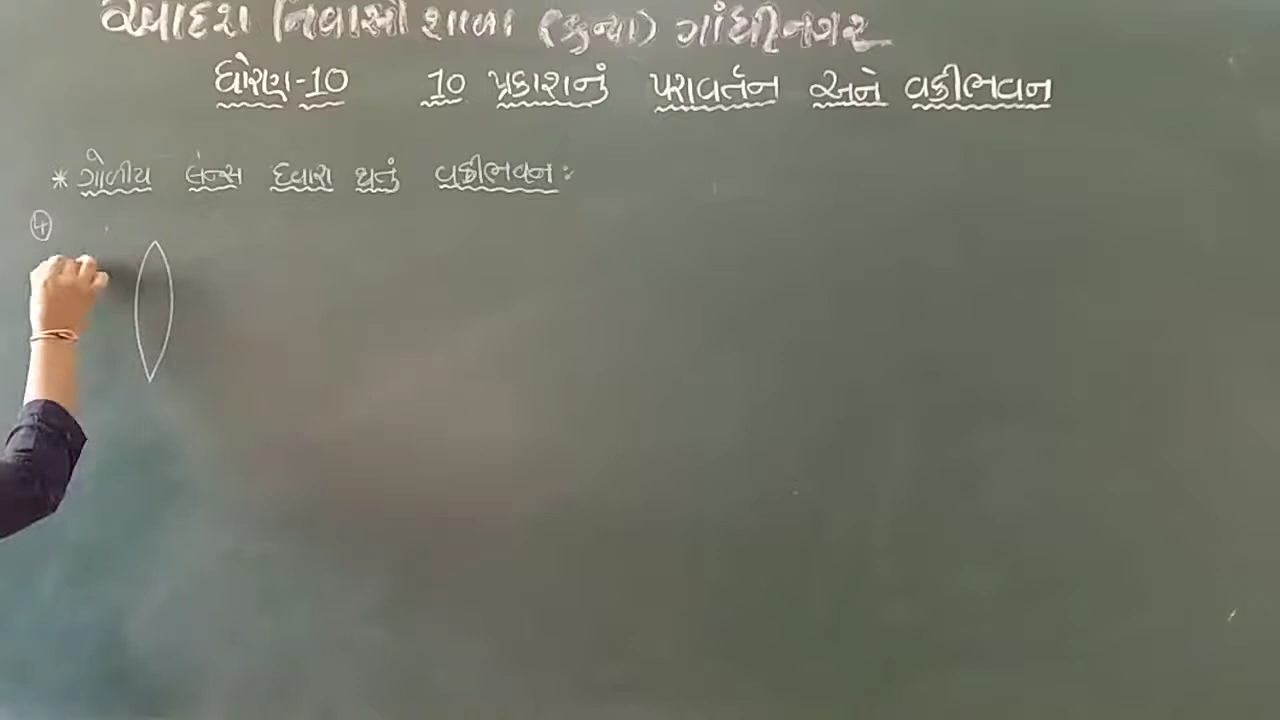 આદર્શ નિવાસી શાળા (કન્યા) ગાંધીનગર
ધોરણ-10 10 પ્રકાશનું પરાવર્તન અને વક્રીભવન
* ગોળીય લેન્સ દ્વારા થતું વક્રીભવન:
4